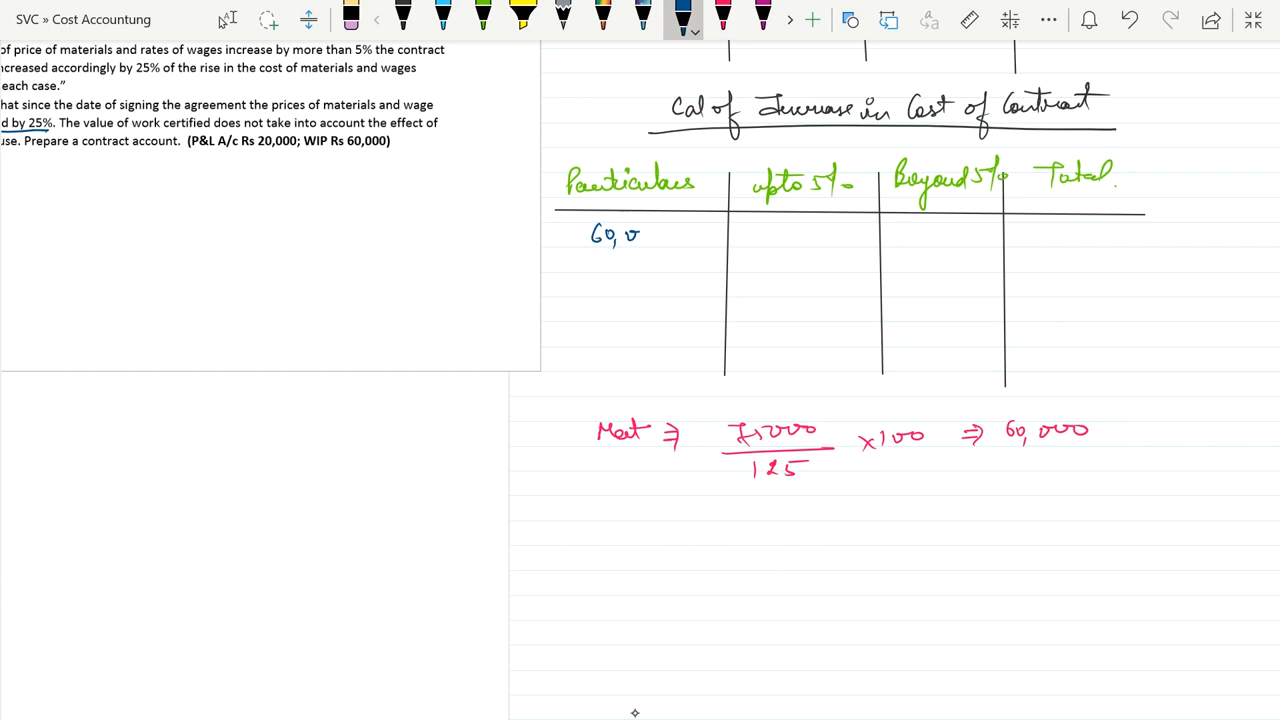 SVC » Cost Accountung
of price of materials and rates of wages increase by more than 5% the contract
ncreased accordingly by 25% of the rise in the cost of materials and wages
each case.”
hat since the date of signing the agreement the prices of materials and wage
d by 25%. The value of work certified does not take into account the effect of
use. Prepare a contract account. (P&L A/c Rs 20,000; WIP Rs 60,000)
Cal of Increase in Cost of Contract
Particulars upto 5% Beyond 5% Total.
60,0
Mat ⇒ 75000 / 125 ×100 ⇒ 60,000